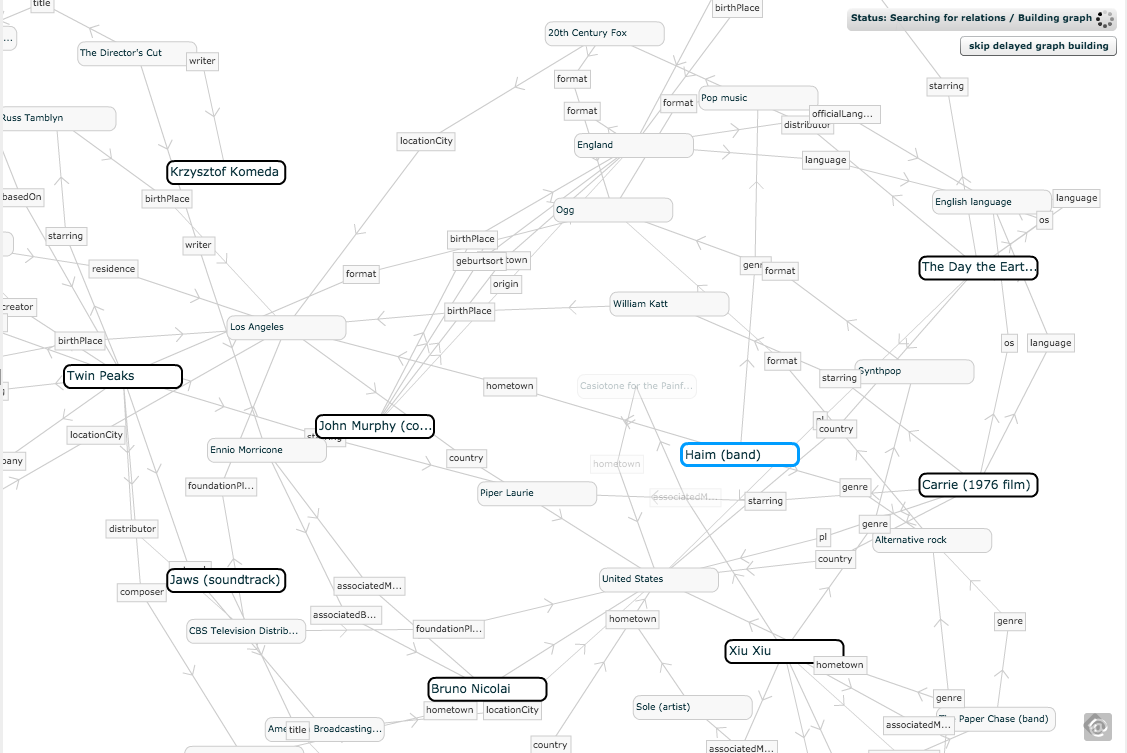 title
birthPlace
Status: Searching for relations / Building graph
...
20th Century Fox
skip delayed graph building
The Director's Cut
writer
format
starring
Pop music
format
format
officialLang...
distributor
Russ Tamblyn
locationCity
England
language
Krzysztof Komeda
basedOn
birthPlace
English language
language
Ogg
os
starring
writer
birthPlace
geburtsort
town
residence
format
format
The Day the Eart...
origin
creator
William Katt
birthPlace
Los Angeles
birthPlace
os
language
format
Twin Peaks
Synthpop
starring
hometown
Casiotone for the Painf...
John Murphy (co...
pl
country
locationCity
Ennio Morricone
Haim (band)
country
hometown
foundationPl...
genre
Carrie (1976 film)
Piper Laurie
associatedM...
starring
distributor
genre
pl
Alternative rock
country
Jaws (soundtrack)
United States
composer
associatedM...
associatedB...
hometown
genre
CBS Television Distrib...
foundationPl...
Xiu Xiu
hometown
Bruno Nicolai
genre
hometown
locationCity
Sole (artist)
Paper Chase (band)
associatedM...
title
Broadcasting...
country
associatedM...